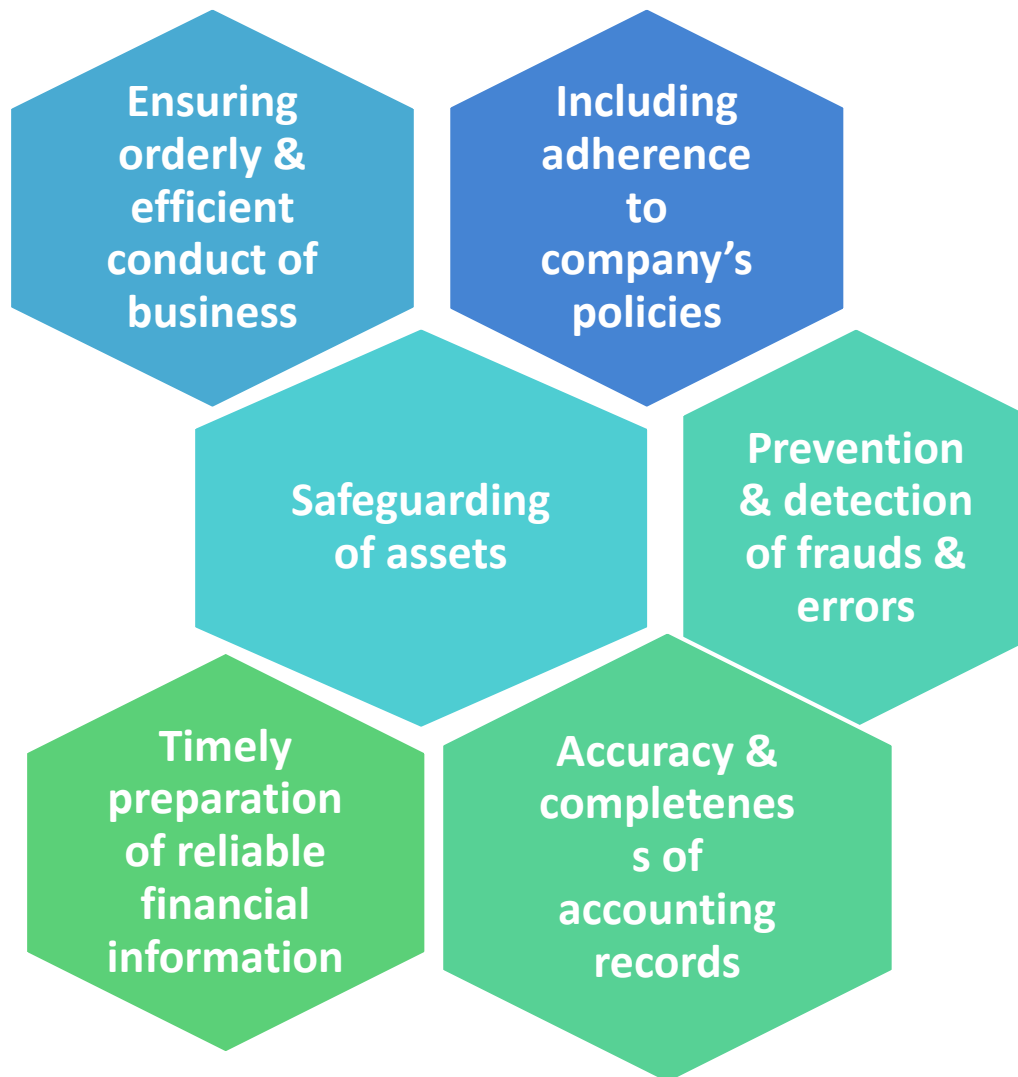 Ensuring
orderly &
efficient
conduct of
business
Including
adherence
to
company’s
policies
Safeguarding
of assets
Prevention
& detection
of frauds &
errors
Timely
preparation
of reliable
financial
information
Accuracy &
completenes
s of
accounting
records